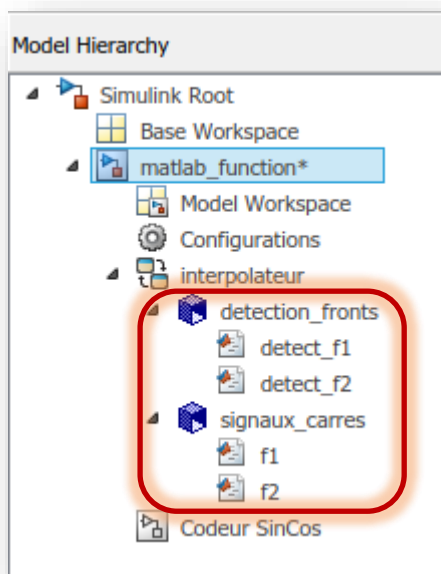 Model Hierarchy
Simulink Root
Base Workspace
matlab_function*
Model Workspace
Configurations
interpolateur
detection_fronts
detect_f1
detect_f2
signaux_carres
f1
f2
Codeur SinCos